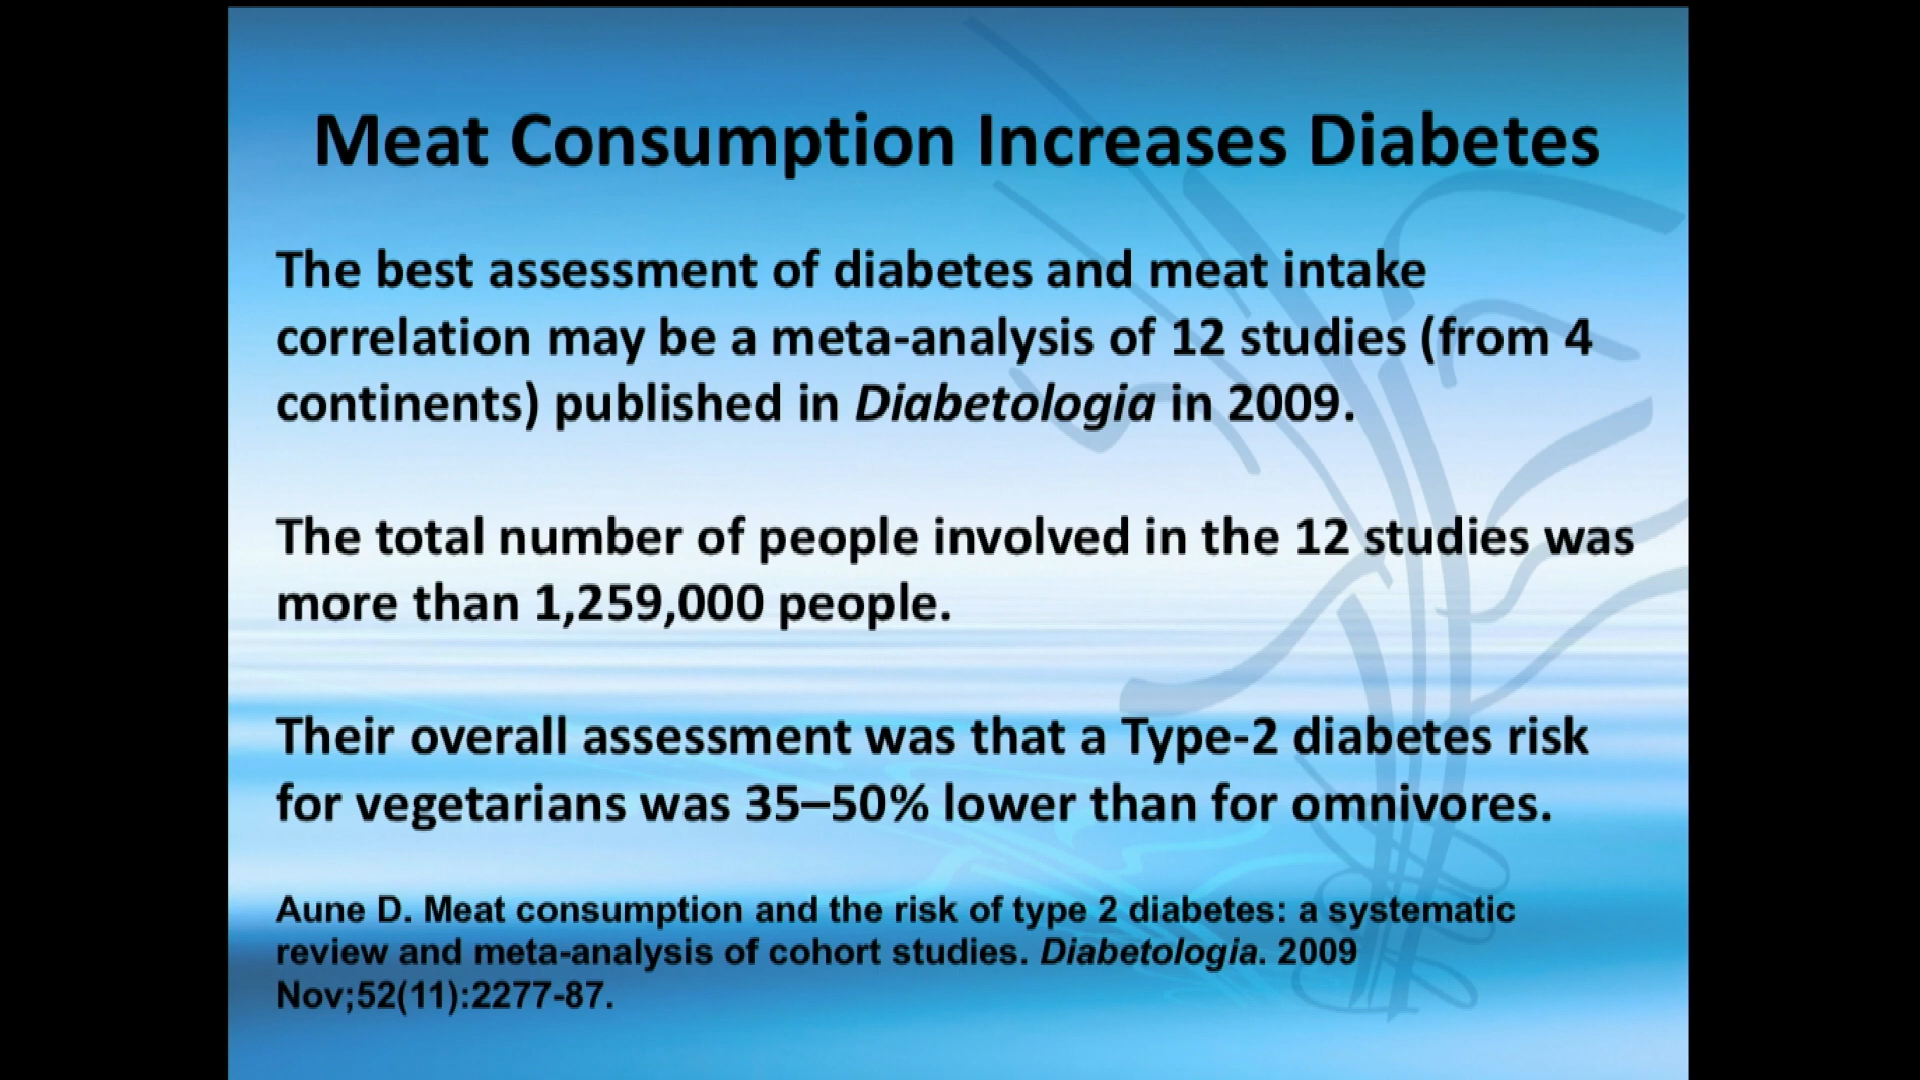 Meat Consumption Increases Diabetes
The best assessment of diabetes and meat intake
correlation may be a meta-analysis of 12 studies (from 4
continents) published in Diabetologia in 2009.
The total number of people involved in the 12 studies was
more than 1,259,000 people.
Their overall assessment was that a Type-2 diabetes risk
for vegetarians was 35–50% lower than for omnivores.
Aune D. Meat consumption and the risk of type 2 diabetes: a systematic
review and meta-analysis of cohort studies. Diabetologia. 2009
Nov;52(11):2277-87.